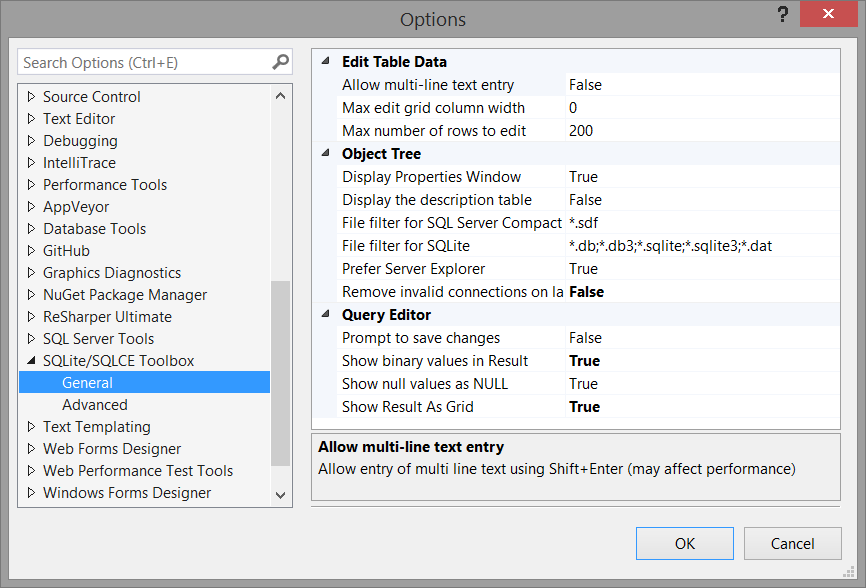 Options
?
Search Options (Ctrl+E)
Source Control
Text Editor
Debugging
IntelliTrace
Performance Tools
AppVeyor
Database Tools
GitHub
Graphics Diagnostics
NuGet Package Manager
ReSharper Ultimate
SQL Server Tools
SQLite/SQLCE Toolbox
General
Advanced
Text Templating
Web Forms Designer
Web Performance Test Tools
Windows Forms Designer
Edit Table Data
Allow multi-line text entry False
Max edit grid column width 0
Max number of rows to edit 200
Object Tree
Display Properties Window True
Display the description table False
File filter for SQL Server Compact *.sdf
File filter for SQLite *.db;*.db3;*.sqlite;*.sqlite3;*.dat
Prefer Server Explorer True
Remove invalid connections on la False
Query Editor
Prompt to save changes False
Show binary values in Result True
Show null values as NULL True
Show Result As Grid True
Allow multi-line text entry
Allow entry of multi line text using Shift+Enter (may affect performance)
OK Cancel